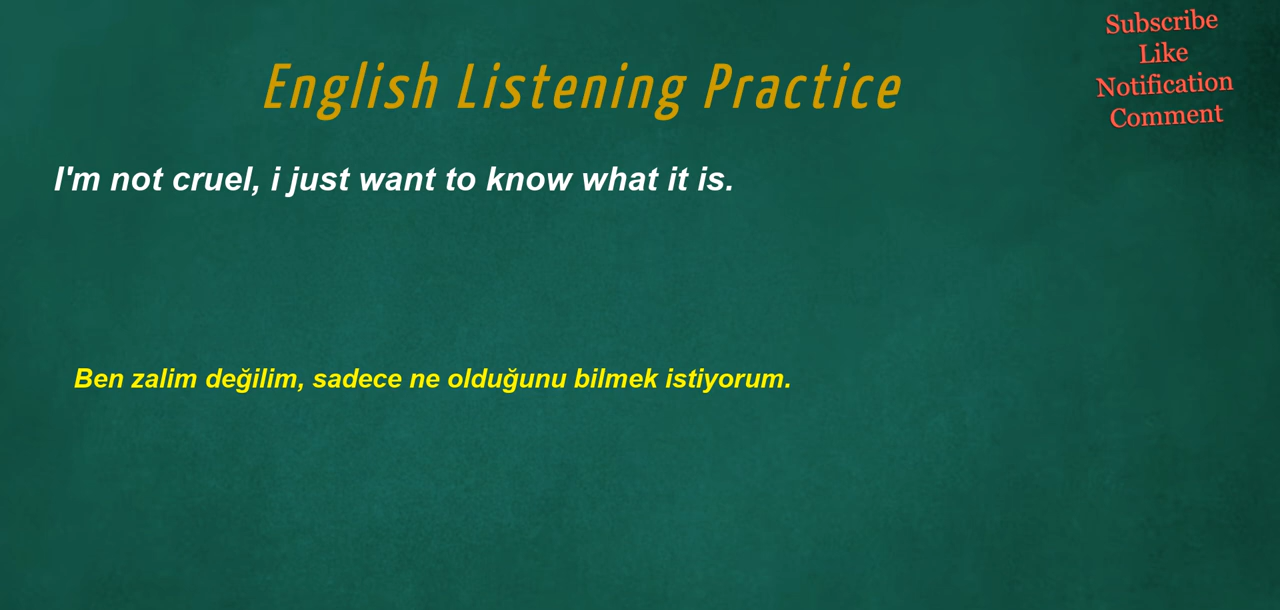 Subscribe
Like
Notification
Comment
English Listening Practice
I'm not cruel, i just want to know what it is.
Ben zalim değilim, sadece ne olduğunu bilmek istiyorum.